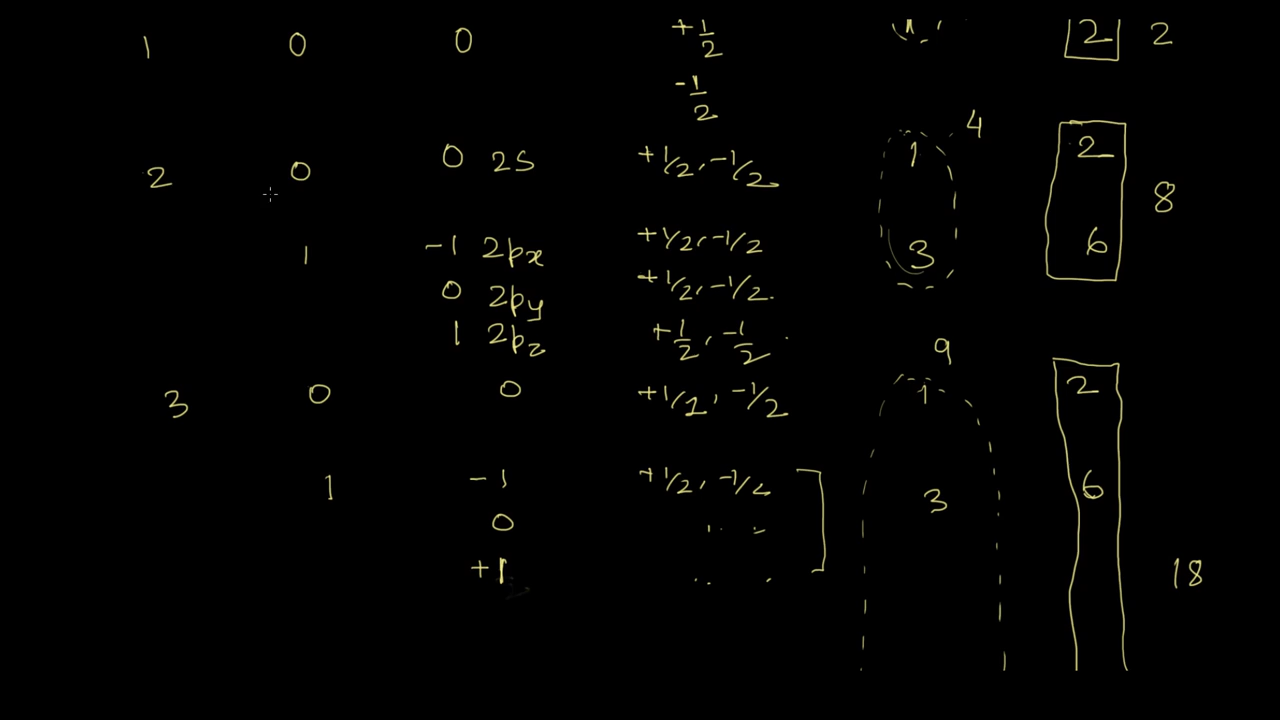 1 0 0 +1/2 2 2
-1/2
4
2 0 0 2s +1/2, -1/2 1 2
8
1 -1 2px +1/2, -1/2 3 6
0 2py +1/2, -1/2.
1 2pz +1/2, -1/2
9
3 0 0 +1/2, -1/2 1 2
1 -1 +1/2, -1/2 3 6
0
+1 18